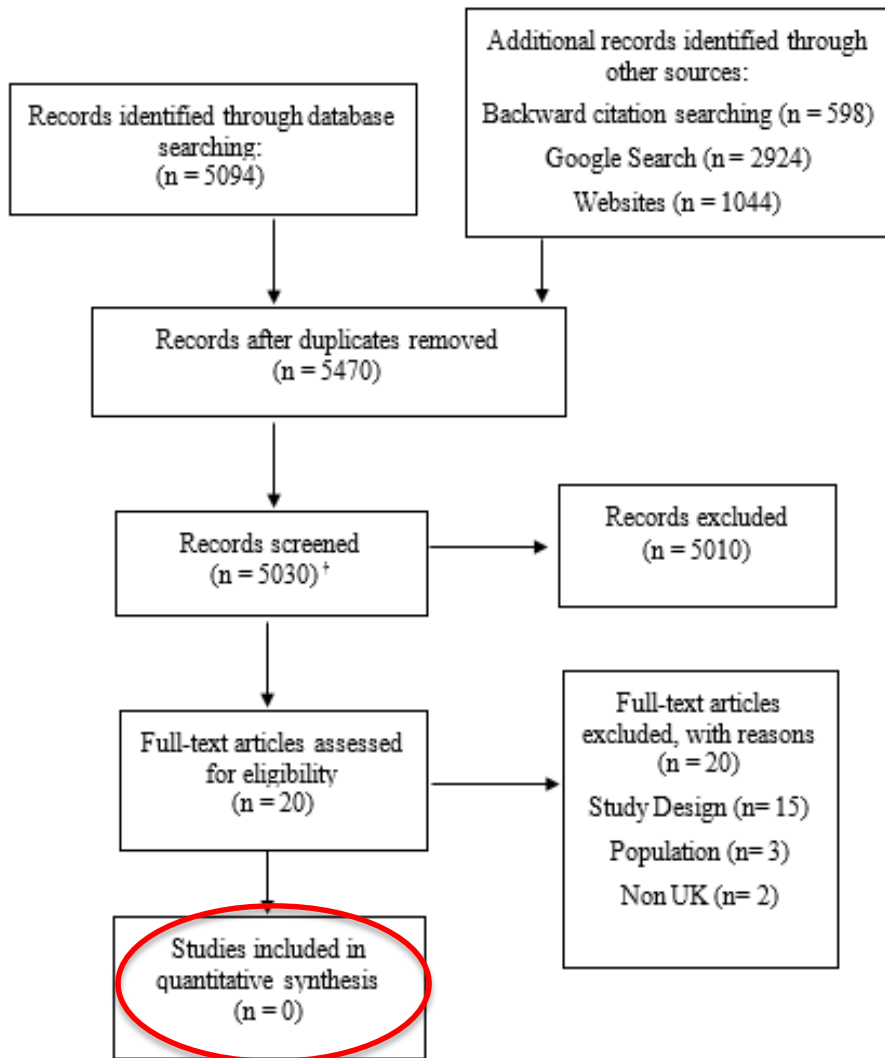 Records identified through database
searching:
(n = 5094)
Additional records identified through
other sources:
Backward citation searching (n = 598)
Google Search (n = 2924)
Websites (n = 1044)
Records after duplicates removed
(n = 5470)
Records screened
(n = 5030) †
Records excluded
(n = 5010)
Full-text articles assessed
for eligibility
(n = 20)
Full-text articles
excluded, with reasons
(n = 20)
Study Design (n= 15)
Population (n= 3)
Non UK (n= 2)
Studies included in
quantitative synthesis
(n = 0)